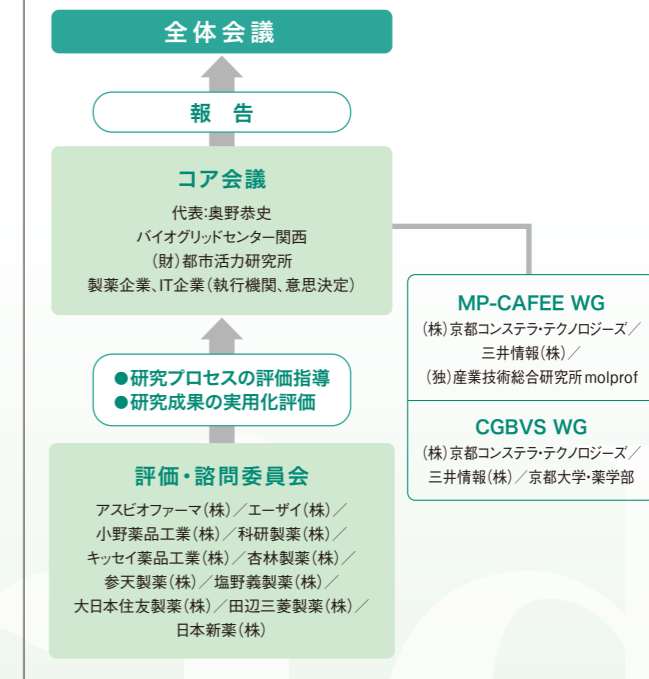 全体会議
報　告
コア会議
代表:奥野恭史
バイオグリッドセンター関西
(財)都市活力研究所
製薬企業、IT企業(執行機関、意思決定)
●研究プロセスの評価指導
●研究成果の実用化評価
評価・諮問委員会
アスビオファーマ(株)／エーザイ(株)／
小野薬品工業(株)／科研製薬(株)／
キッセイ薬品工業(株)／杏林製薬(株)／
参天製薬(株)／塩野義製薬(株)／
大日本住友製薬(株)／田辺三菱製薬(株)／
日本新薬(株)
MP-CAFEE WG
(株)京都コンステラ・テクノロジーズ／
三井情報(株)／
(独)産業技術総合研究所molprof
CGBVS WG
(株)京都コンステラ・テクノロジーズ／
三井情報(株)／京都大学・薬学部